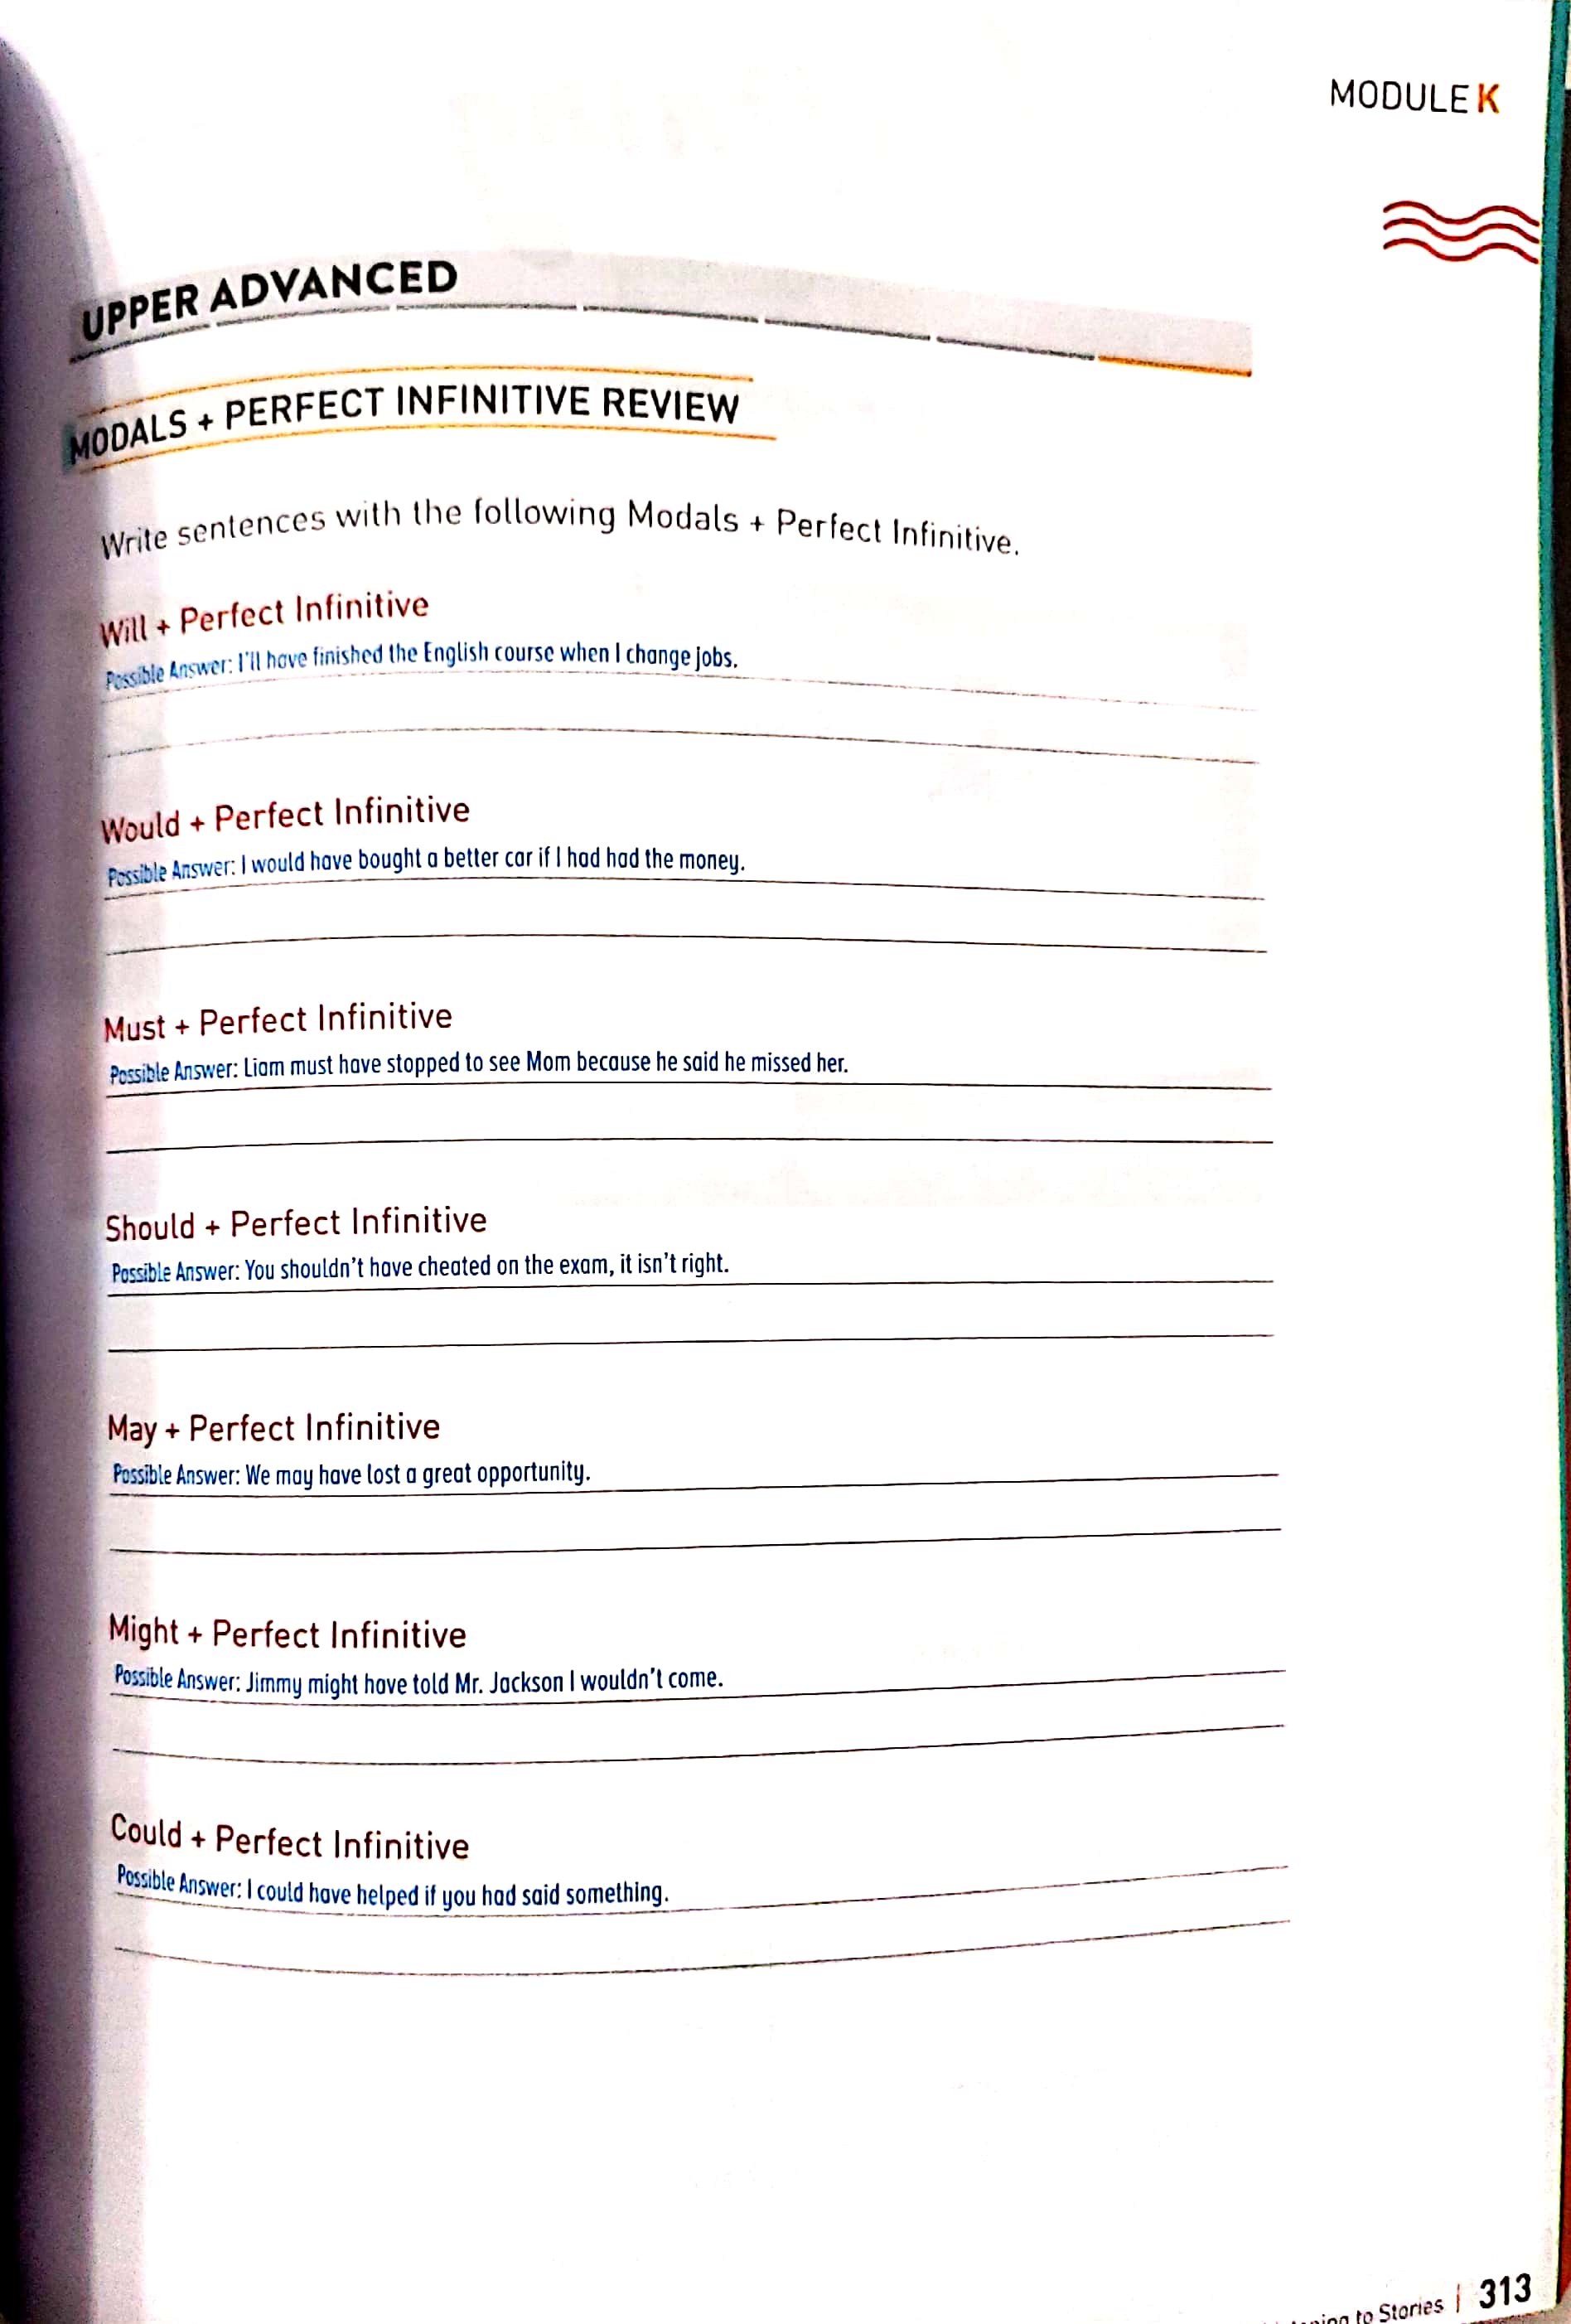 MODULE K
UPPER ADVANCED
MODALS + PERFECT INFINITIVE REVIEW
Write sentences with the following Modals + Perfect Infinitive.
Will + Perfect Infinitive
Possible Answer: I'll have finished the English course when I change jobs.
Would + Perfect Infinitive
Possible Answer: I would have bought a better car if I had had the money.
Must + Perfect Infinitive
Possible Answer: Liam must have stopped to see Mom because he said he missed her.
Should + Perfect Infinitive
Possible Answer: You shouldn't have cheated on the exam, it isn't right.
May + Perfect Infinitive
Possible Answer: We may have lost a great opportunity.
Might + Perfect Infinitive
Possible Answer: Jimmy might have told Mr. Jackson I wouldn't come.
Could + Perfect Infinitive
Possible Answer: I could have helped if you had said something.
to Stories | 313